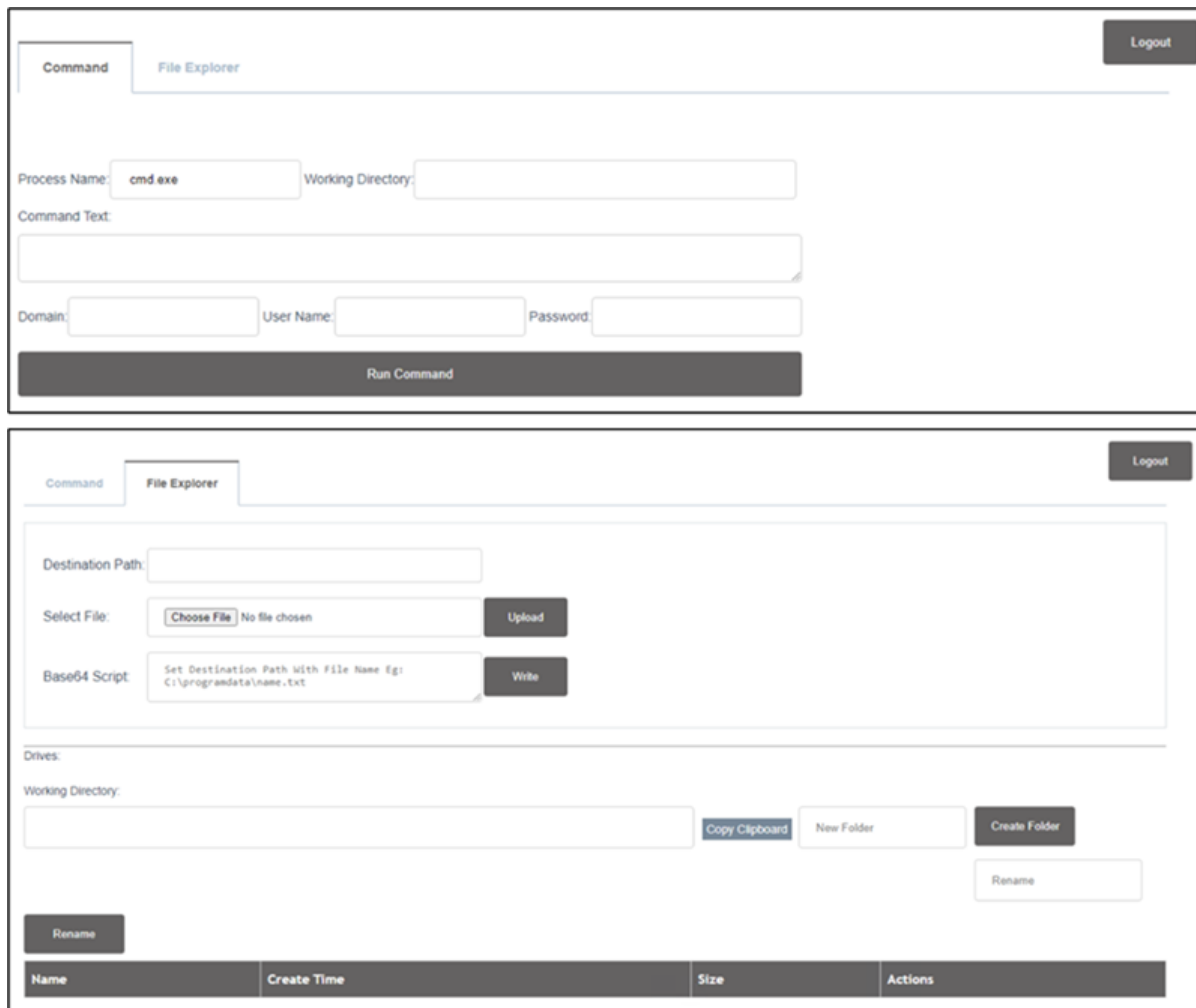 Logout
Command File Explorer
Process Name: cmd.exe Working Directory:
Command Text:
Domain: User Name: Password:
Run Command
Logout
Command File Explorer
Destination Path:
Select File: Choose File No file chosen Upload
Base64 Script: Set Destination Path With File Name Eg:
C:\programdata\name.txt
Write
Drives:
Working Directory:
Copy Clipboard New Folder Create Folder
Rename
Rename
Name Create Time Size Actions